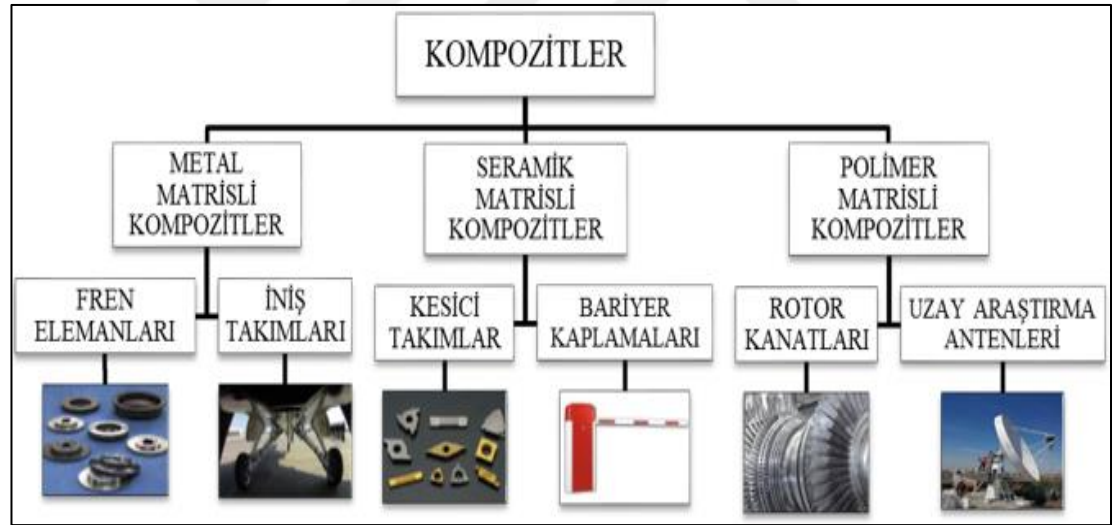 KOMPOZİTLER
METAL
MATRİSLİ
KOMPOZİTLER
SERAMİK
MATRİSLİ
KOMPOZİTLER
POLİMER
MATRİSLİ
KOMPOZİTLER
FREN
ELEMANLARI
İNİŞ
TAKIMLARI
KESİCİ
TAKIMLAR
BARİYER
KAPLAMALARI
ROTOR
KANATLARI
UZAY ARAŞTIRMA
ANTENLERİ